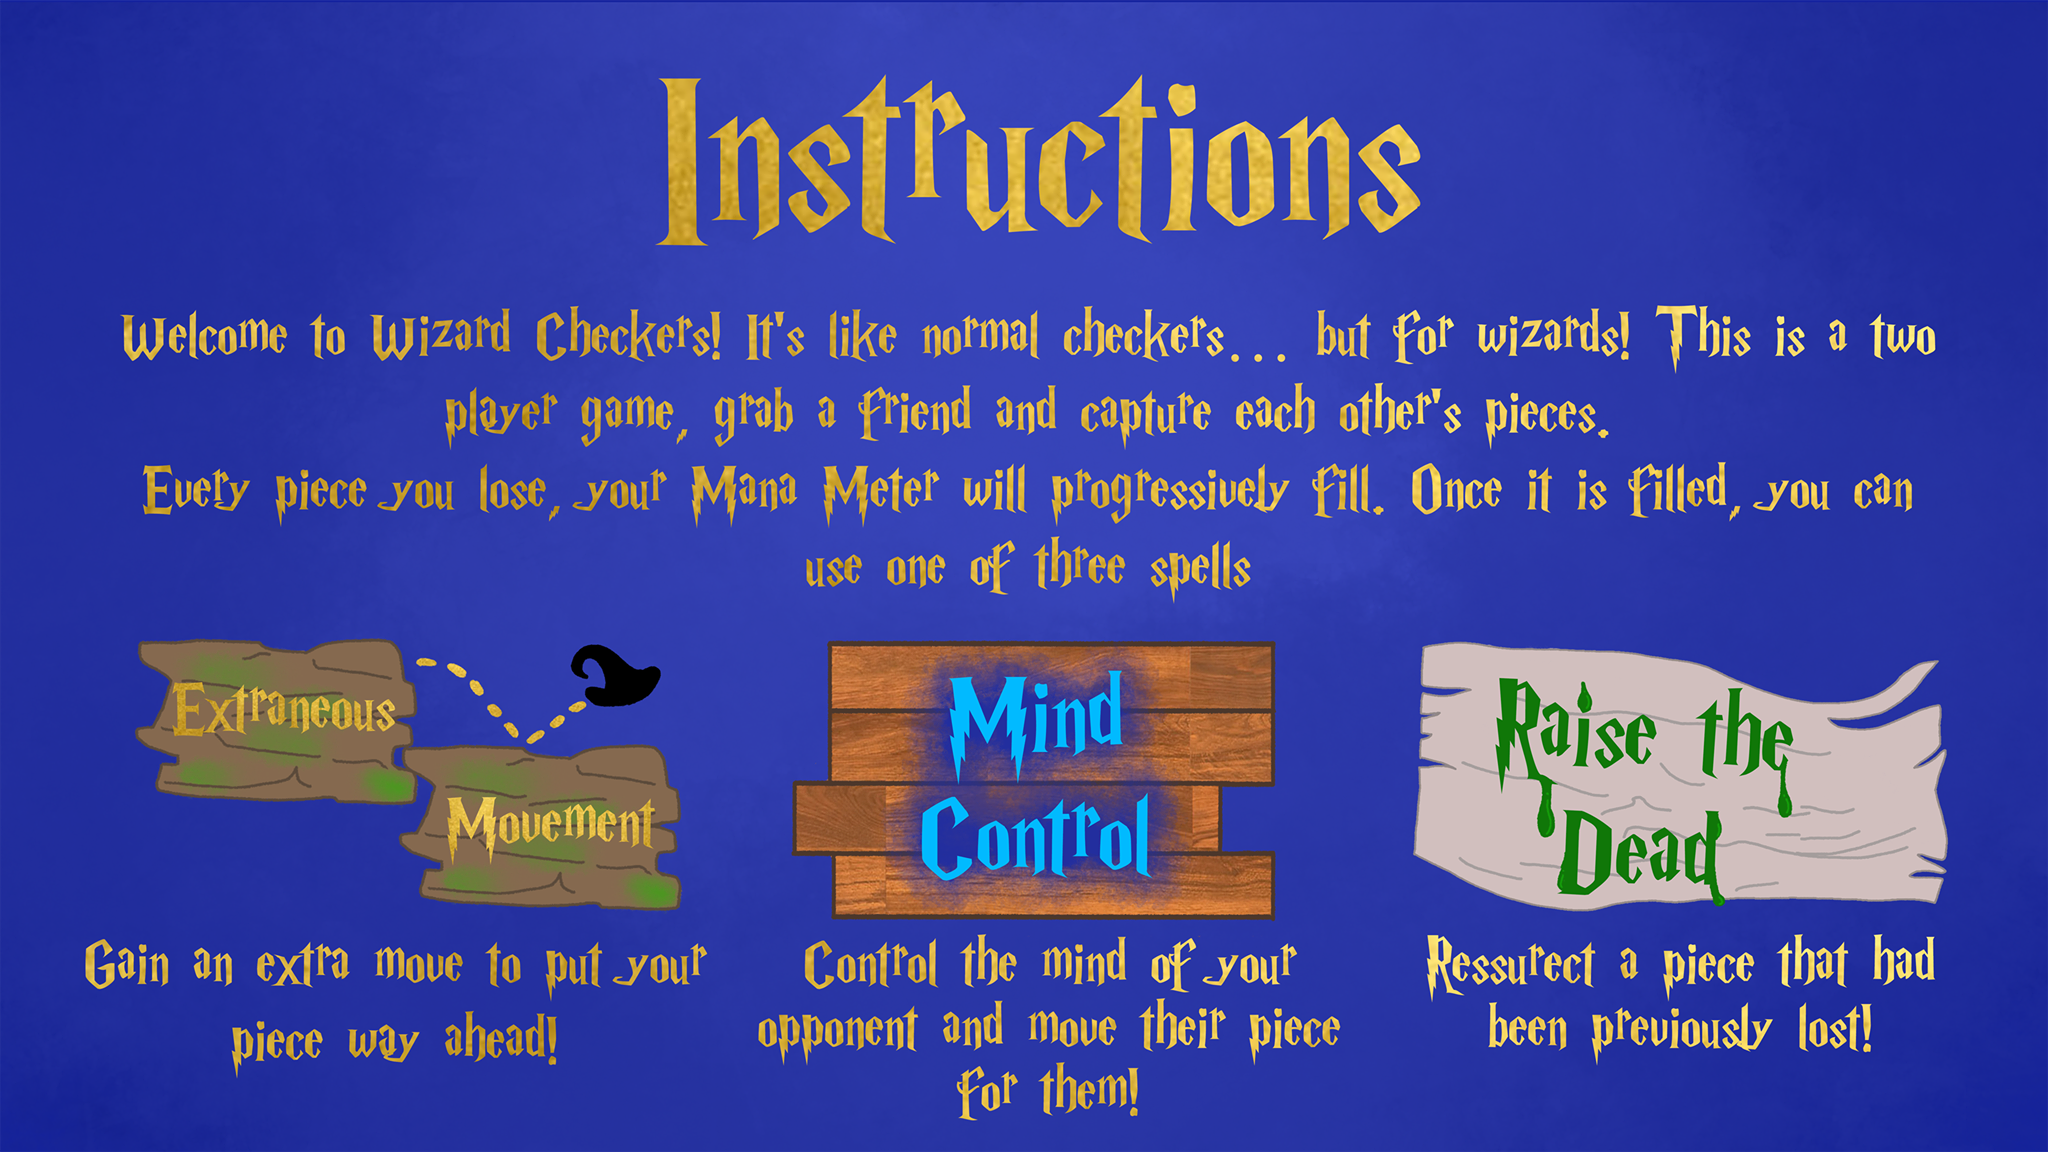 Instructions
Welcome to Wizard Checkers! It's like normal checkers... but for wizards! This is a two
player game, grab a friend and capture each other's pieces.
Every piece you lose, your Mana Meter will progressively fill. Once it is filled, you can
use one of three spells
Extraneous
Movement
Gain an extra move to put your
piece way ahead!
Mind
Control
Control the mind of your
opponent and move their piece
for them!
Raise the
Dead
Ressurect a piece that had
been previously lost!